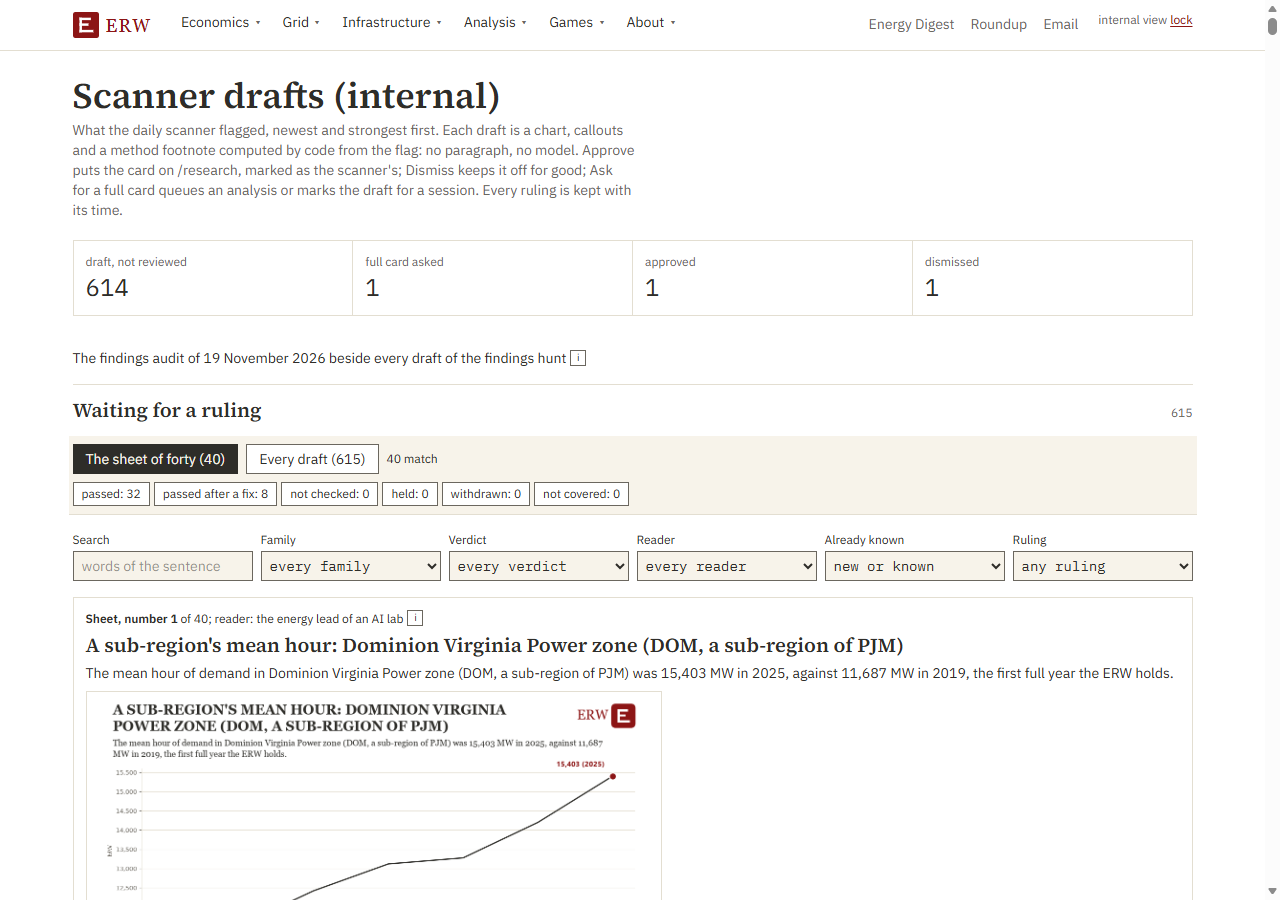 E ERW Economics Grid Infrastructure Analysis Games About Energy Digest Roundup Email internal view lock
Scanner drafts (internal)
What the daily scanner flagged, newest and strongest first. Each draft is a chart, callouts
and a method footnote computed by code from the flag: no paragraph, no model. Approve
puts the card on /research, marked as the scanner's; Dismiss keeps it off for good; Ask
for a full card queues an analysis or marks the draft for a session. Every ruling is kept with
its time.
draft, not reviewed full card asked approved dismissed
614 1 1 1
The findings audit of 19 November 2026 beside every draft of the findings hunt i
Waiting for a ruling 615
The sheet of forty (40) Every draft (615) 40 match
passed: 32 passed after a fix: 8 not checked: 0 held: 0 withdrawn: 0 not covered: 0
Search Family Verdict Reader Already known Ruling
words of the sentence every family every verdict every reader new or known any ruling
Sheet, number 1 of 40; reader: the energy lead of an AI lab i
A sub-region's mean hour: Dominion Virginia Power zone (DOM, a sub-region of PJM)
The mean hour of demand in Dominion Virginia Power zone (DOM, a sub-region of PJM) was 15,403 MW in 2025, against 11,687 MW in 2019, the first full year the ERW holds.
A SUB-REGION'S MEAN HOUR: DOMINION VIRGINIA
POWER ZONE (DOM, A SUB-REGION OF PJM)
ERW E
The mean hour of demand in Dominion Virginia Power zone (DOM, a sub-region of PJM) was 15,403 MW in 2025, against 11,687
MW in 2019, the first full year the ERW holds.
15,403 (2025)
15,500
15,000
14,500
14,000
13,500
MW
13,000
12,500